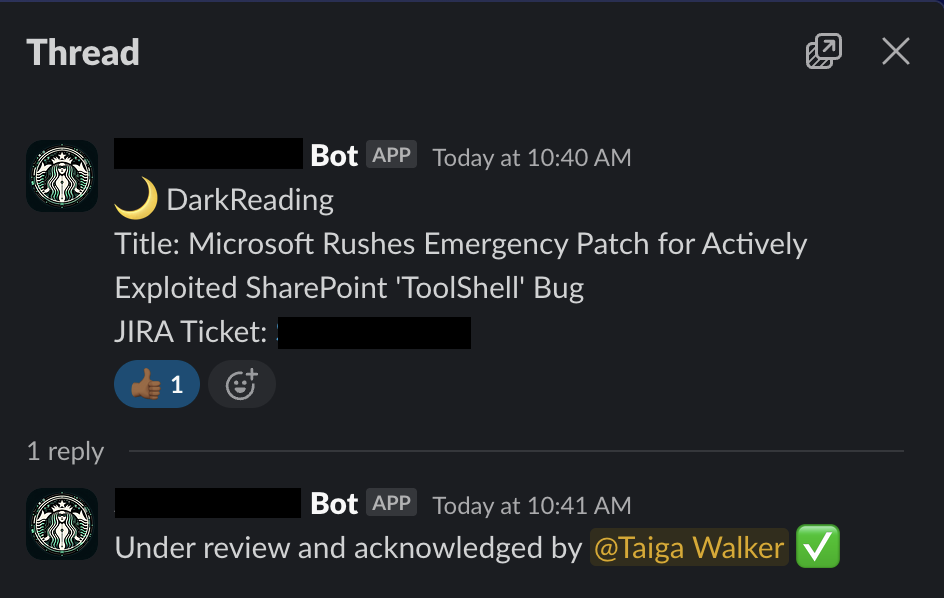 Thread
Bot APP Today at 10:40 AM
DarkReading
Title: Microsoft Rushes Emergency Patch for Actively
Exploited SharePoint 'ToolShell' Bug
JIRA Ticket:
1
1 reply
Bot APP Today at 10:41 AM
Under review and acknowledged by @Taiga Walker